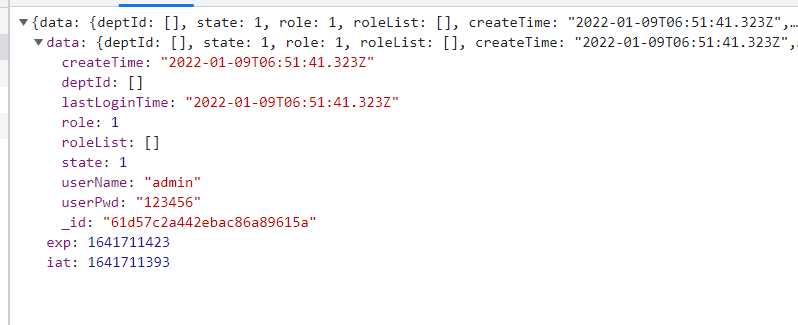 ▼{data: {deptId: [], state: 1, role: 1, roleList: [], createTime: "2022-01-09T06:51:41.323Z",…
▼data: {deptId: [], state: 1, role: 1, roleList: [], createTime: "2022-01-09T06:51:41.323Z",…
createTime: "2022-01-09T06:51:41.323Z"
deptId: []
lastLoginTime: "2022-01-09T06:51:41.323Z"
role: 1
roleList: []
state: 1
userName: "admin"
userPwd: "123456"
_id: "61d57c2a442ebac86a89615a"
exp: 1641711423
iat: 1641711393